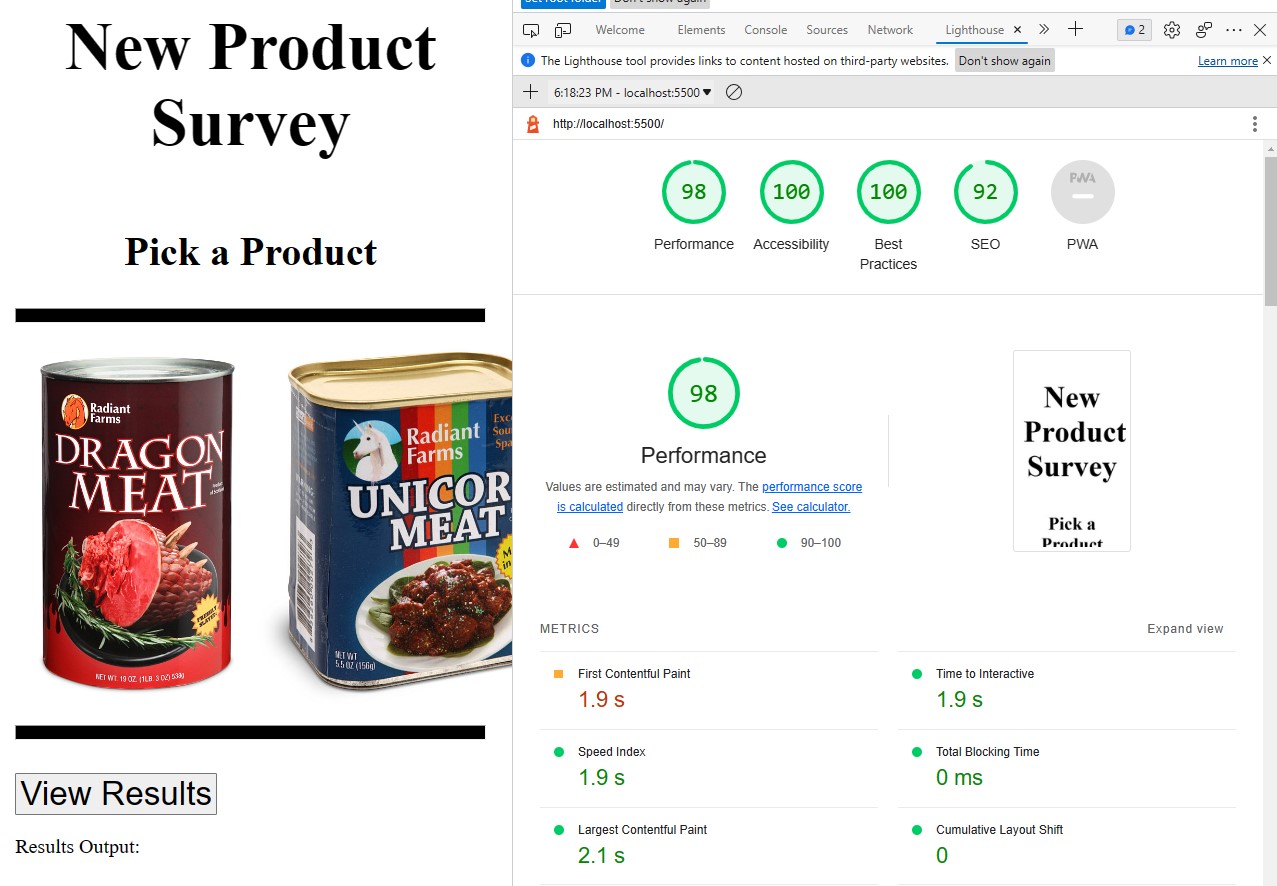 New Product
Survey
Pick a Product
Radiant
Farms
DRAGON
MEAT
NET WT. 19 OZ. (1LB. 3 OZ) 538g
Radiant
Farms
Exce
Sour
Spa
UNICOR
MEAT
NET WT
5.5 OZ (156g)
View Results
Results Output:
Set root folder Don't show again
Welcome Elements Console Sources Network Lighthouse 2
The Lighthouse tool provides links to content hosted on third-party websites. Don't show again Learn more
6:18:23 PM - localhost:5500
http://localhost:5500/
98 100 100 92 PWA
Performance Accessibility Best SEO PWA
Practices
98
Performance
Values are estimated and may vary. The performance score
is calculated directly from these metrics. See calculator.
0–49 50–89 90–100
New
Product
Survey
Pick a
Product
METRICS Expand view
First Contentful Paint Time to Interactive
1.9 s 1.9 s
Speed Index Total Blocking Time
1.9 s 0 ms
Largest Contentful Paint Cumulative Layout Shift
2.1 s 0